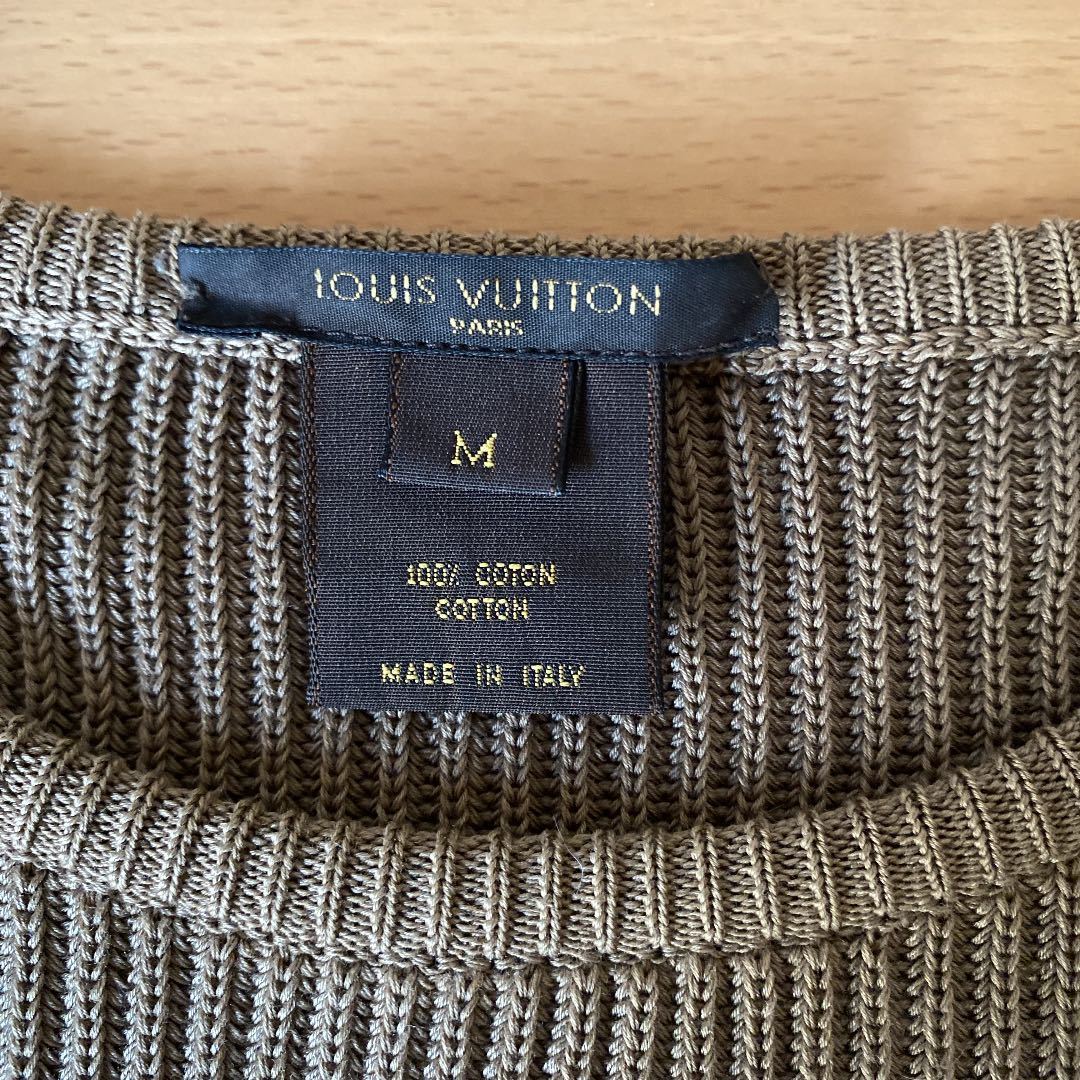 LOUIS VUITTON
PARIS
M
100% COTON
COTTON
MADE IN ITALY